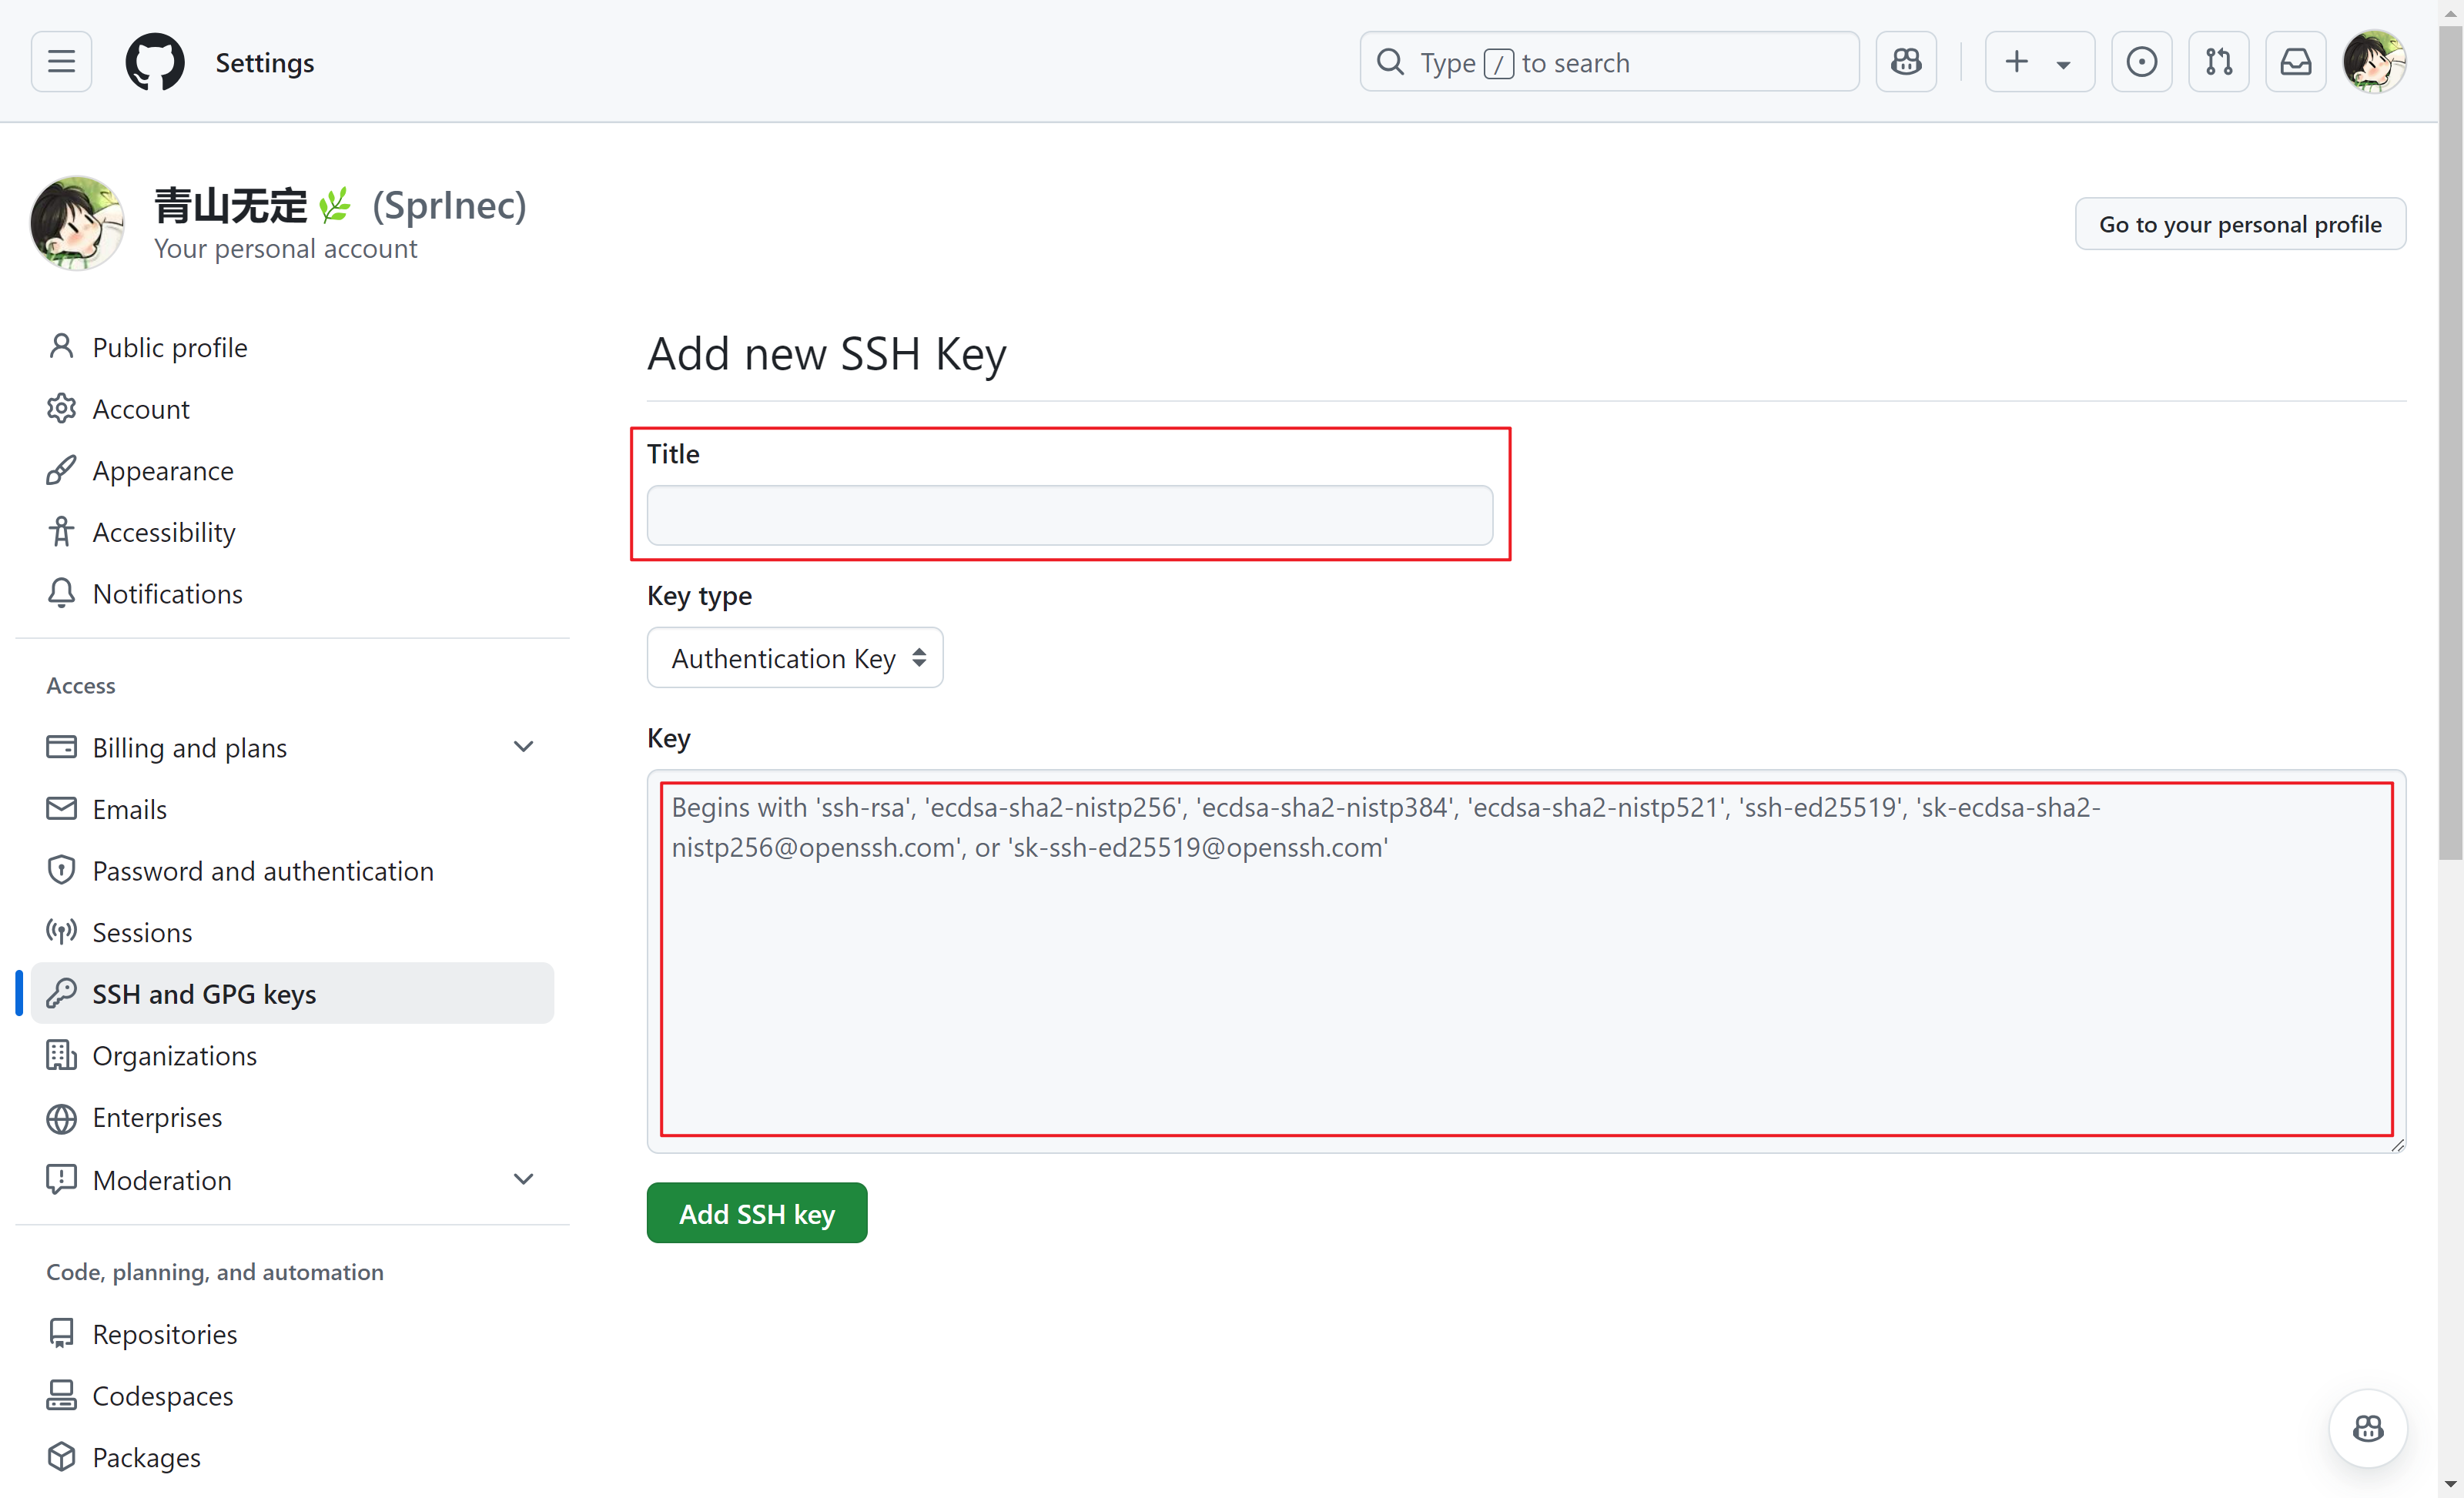 Settings
Type / to search
青山无定🌿 (SprInec)
Your personal account
Go to your personal profile
Public profile
Account
Appearance
Accessibility
Notifications
Access
Billing and plans
Emails
Password and authentication
Sessions
SSH and GPG keys
Organizations
Enterprises
Moderation
Code, planning, and automation
Repositories
Codespaces
Packages
Add new SSH Key
Title
Key type
Authentication Key
Key
Begins with 'ssh-rsa', 'ecdsa-sha2-nistp256', 'ecdsa-sha2-nistp384', 'ecdsa-sha2-nistp521', 'ssh-ed25519', 'sk-ecdsa-sha2-
nistp256@openssh.com', or 'sk-ssh-ed25519@openssh.com'
Add SSH key